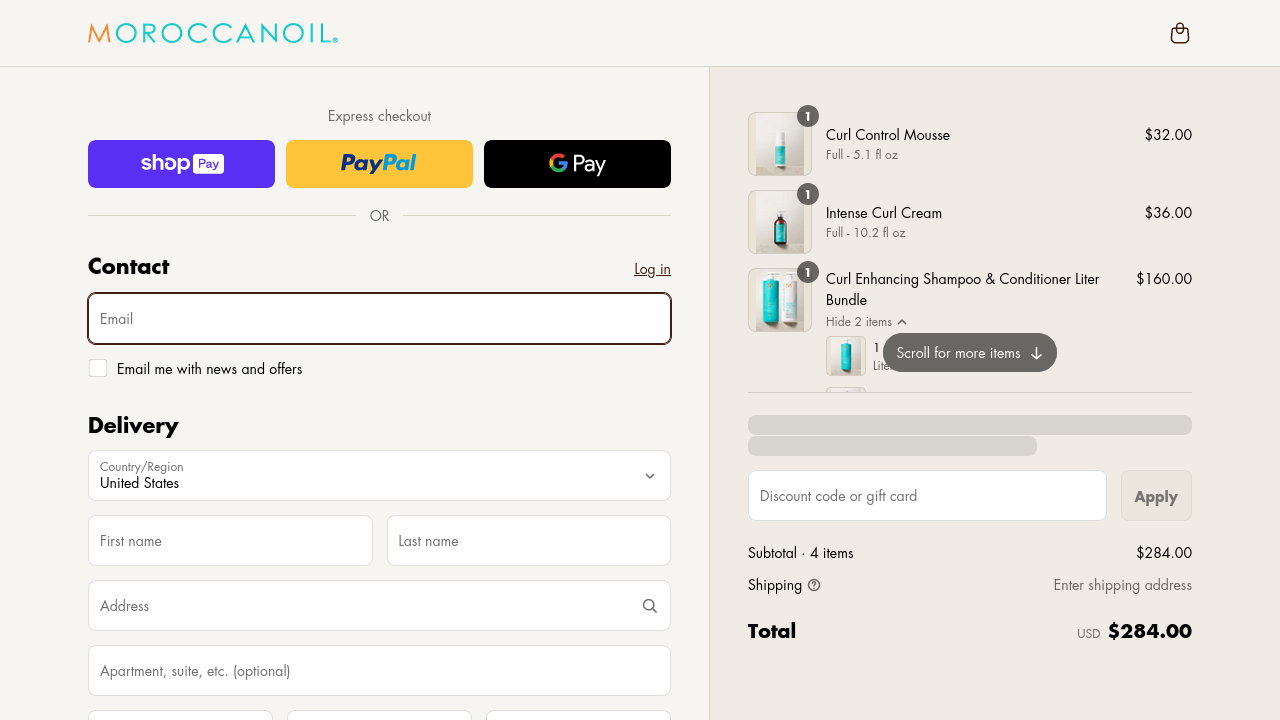 MOROCCANOIL®
Express checkout
shop Pay
PayPal
G Pay
OR
Contact
Log in
Email
Email me with news and offers
Delivery
Country/Region
United States
First name
Last name
Address
Apartment, suite, etc. (optional)
1
Curl Control Mousse
$32.00
Full - 5.1 fl oz
1
Intense Curl Cream
$36.00
Full - 10.2 fl oz
1
Curl Enhancing Shampoo & Conditioner Liter
Bundle
$160.00
Hide 2 items
1
Scroll for more items
Discount code or gift card
Apply
Subtotal · 4 items
$284.00
Shipping
Enter shipping address
Total
USD $284.00